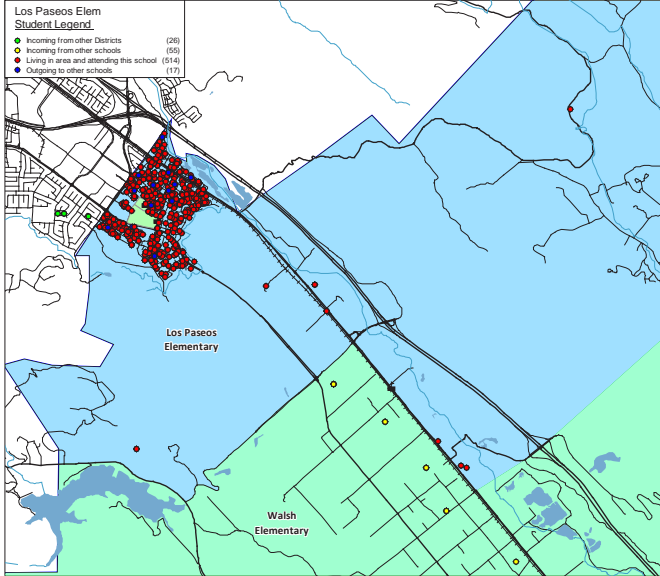 Los Paseos Elem
Student Legend
Incoming from other Districts (26)
Incoming from other schools (55)
Living in area and attending this school (514)
Outgoing to other schools (17)
Los Paseos
Elementary
Walsh
Elementary